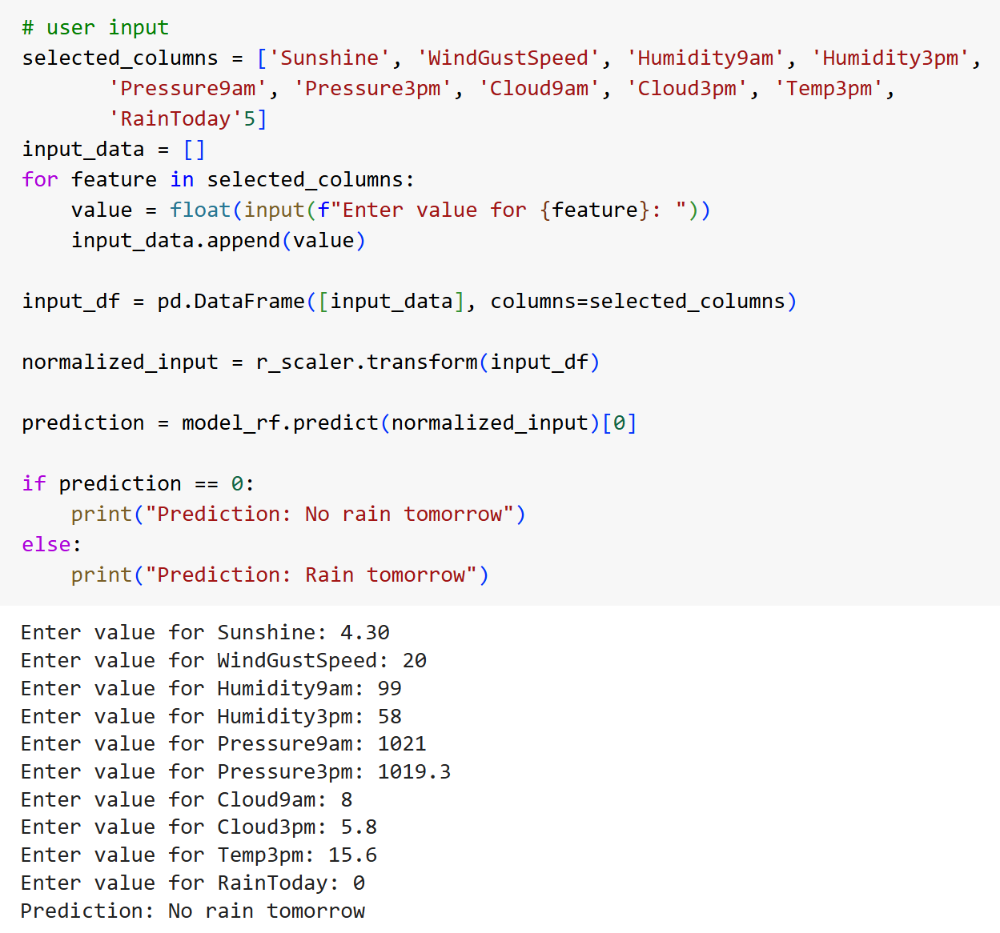 # user input
selected_columns = ['Sunshine', 'WindGustSpeed', 'Humidity9am', 'Humidity3pm',
       'Pressure9am', 'Pressure3pm', 'Cloud9am', 'Cloud3pm', 'Temp3pm',
       'RainToday'5]
input_data = []
for feature in selected_columns:
    value = float(input(f"Enter value for {feature}: "))
    input_data.append(value)

input_df = pd.DataFrame([input_data], columns=selected_columns)

normalized_input = r_scaler.transform(input_df)

prediction = model_rf.predict(normalized_input)[0]

if prediction == 0:
    print("Prediction: No rain tomorrow")
else:
    print("Prediction: Rain tomorrow")

Enter value for Sunshine: 4.30
Enter value for WindGustSpeed: 20
Enter value for Humidity9am: 99
Enter value for Humidity3pm: 58
Enter value for Pressure9am: 1021
Enter value for Pressure3pm: 1019.3
Enter value for Cloud9am: 8
Enter value for Cloud3pm: 5.8
Enter value for Temp3pm: 15.6
Enter value for RainToday: 0
Prediction: No rain tomorrow